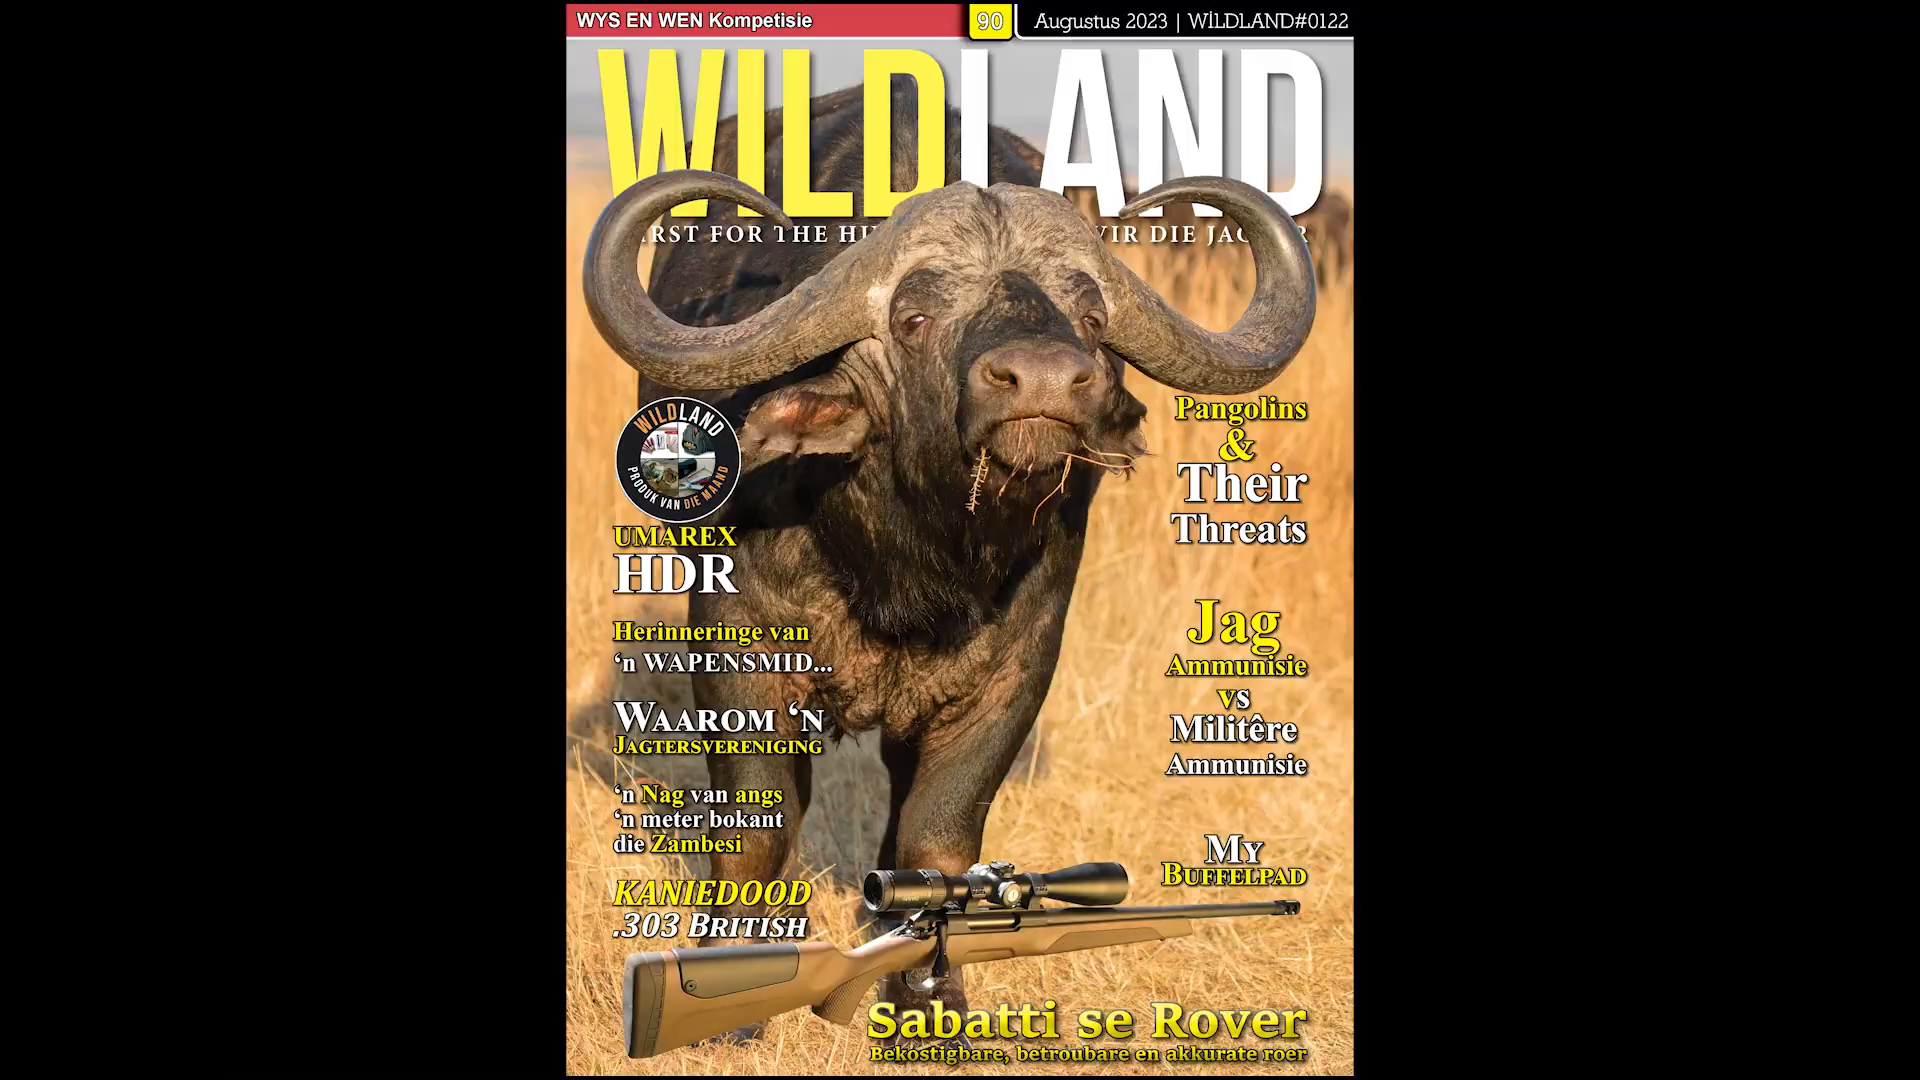 WYS EN WEN Kompetisie
90
Augustus 2023 | WİLDLAND#0122
WILDLAND
FOR THE
DIE
WILDLAND
PRODUK VAN DIE MAAND
UMAREX
HDR
Herinneringe van
‘n WAPENSMID...
WAAROM ‘N
JAGTERSVERENIGING
‘n Nag van angs
‘n meter bokant
die Zambesi
KANIEDOOD
.303 BRITISH
Pangolins
&
Their
Threats
Jag
Ammunisie
vs
Militêre
Ammunisie
MY
BUFFELPAD
Sabatti se Rover
Bekostigbare, betroubare en akkurate roer